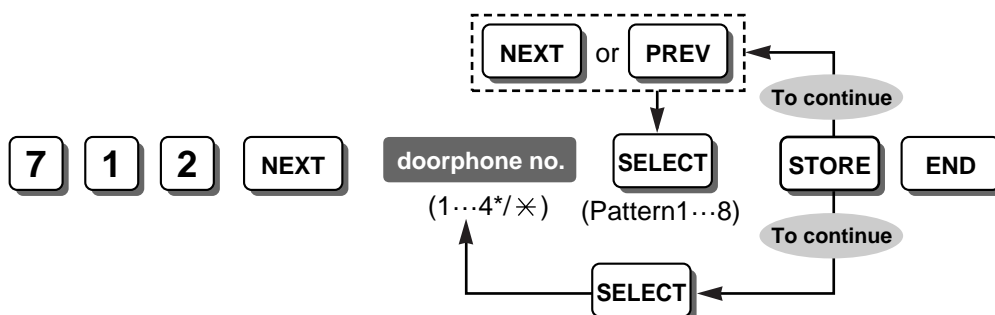 NEXT or PREV
To continue
7 1 2 NEXT doorphone no. SELECT STORE END
(1···4*/✳) (Pattern1···8)
To continue
SELECT